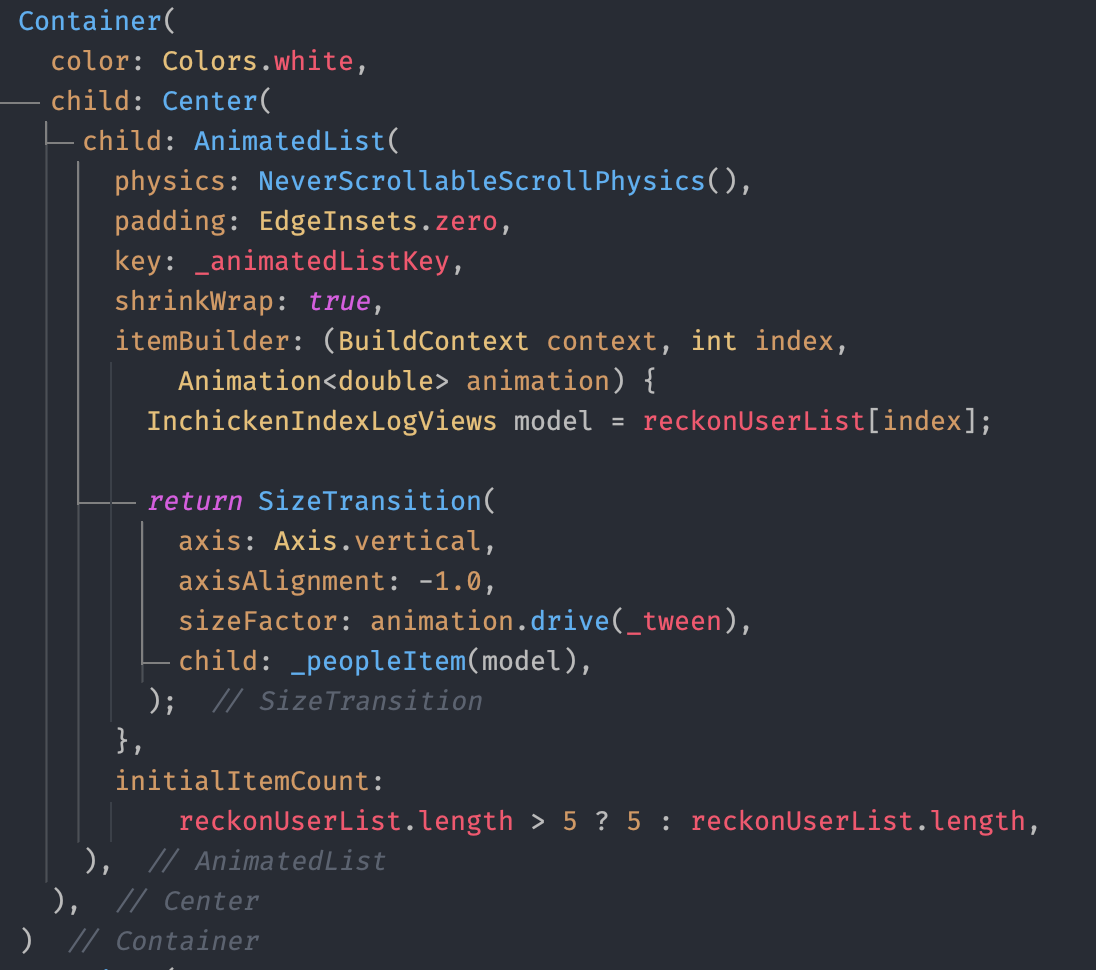 Container(
  color: Colors.white,
  child: Center(
    child: AnimatedList(
      physics: NeverScrollableScrollPhysics(),
      padding: EdgeInsets.zero,
      key: _animatedListKey,
      shrinkWrap: true,
      itemBuilder: (BuildContext context, int index,
          Animation<double> animation) {
        InchickenIndexLogViews model = reckonUserList[index];

        return SizeTransition(
          axis: Axis.vertical,
          axisAlignment: -1.0,
          sizeFactor: animation.drive(_tween),
          child: _peopleItem(model),
        );  // SizeTransition
      },
      initialItemCount:
          reckonUserList.length > 5 ? 5 : reckonUserList.length,
    ),  // AnimatedList
  ),  // Center
)  // Container